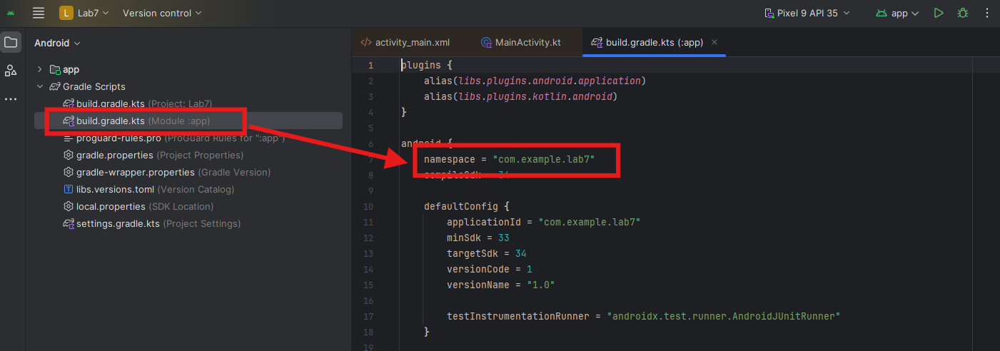 L Lab7 Version control Pixel 9 API 35 app
Android
activity_main.xml MainActivity.kt build.gradle.kts (:app)
app
Gradle Scripts
build.gradle.kts (Project: Lab7)
build.gradle.kts (Module :app)
proguard-rules.pro (ProGuard Rules for ":app")
gradle.properties (Project Properties)
gradle-wrapper.properties (Gradle Version)
libs.versions.toml (Version Catalog)
local.properties (SDK Location)
settings.gradle.kts (Project Settings)
1 plugins {
2 alias(libs.plugins.android.application)
3 alias(libs.plugins.kotlin.android)
4 }
5
6 android {
7 namespace = "com.example.lab7"
8 compileSdk = 34
9
10 defaultConfig {
11 applicationId = "com.example.lab7"
12 minSdk = 33
13 targetSdk = 34
14 versionCode = 1
15 versionName = "1.0"
16
17 testInstrumentationRunner = "androidx.test.runner.AndroidJUnitRunner"
18 }
19